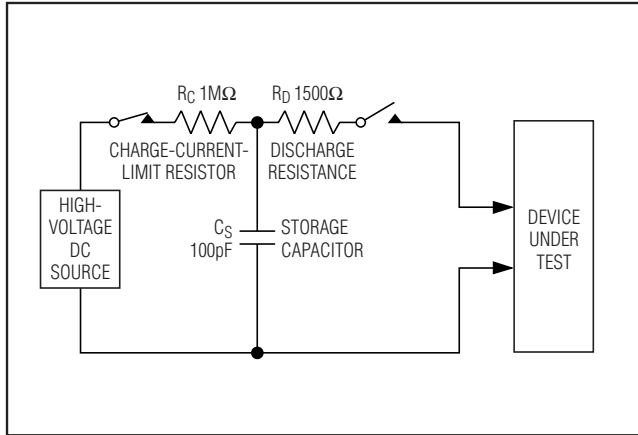 R_C 1MΩ
R_D 1500Ω
CHARGE-CURRENT-
LIMIT RESISTOR
DISCHARGE
RESISTANCE
HIGH-
VOLTAGE
DC
SOURCE
C_S
100pF
STORAGE
CAPACITOR
DEVICE
UNDER
TEST